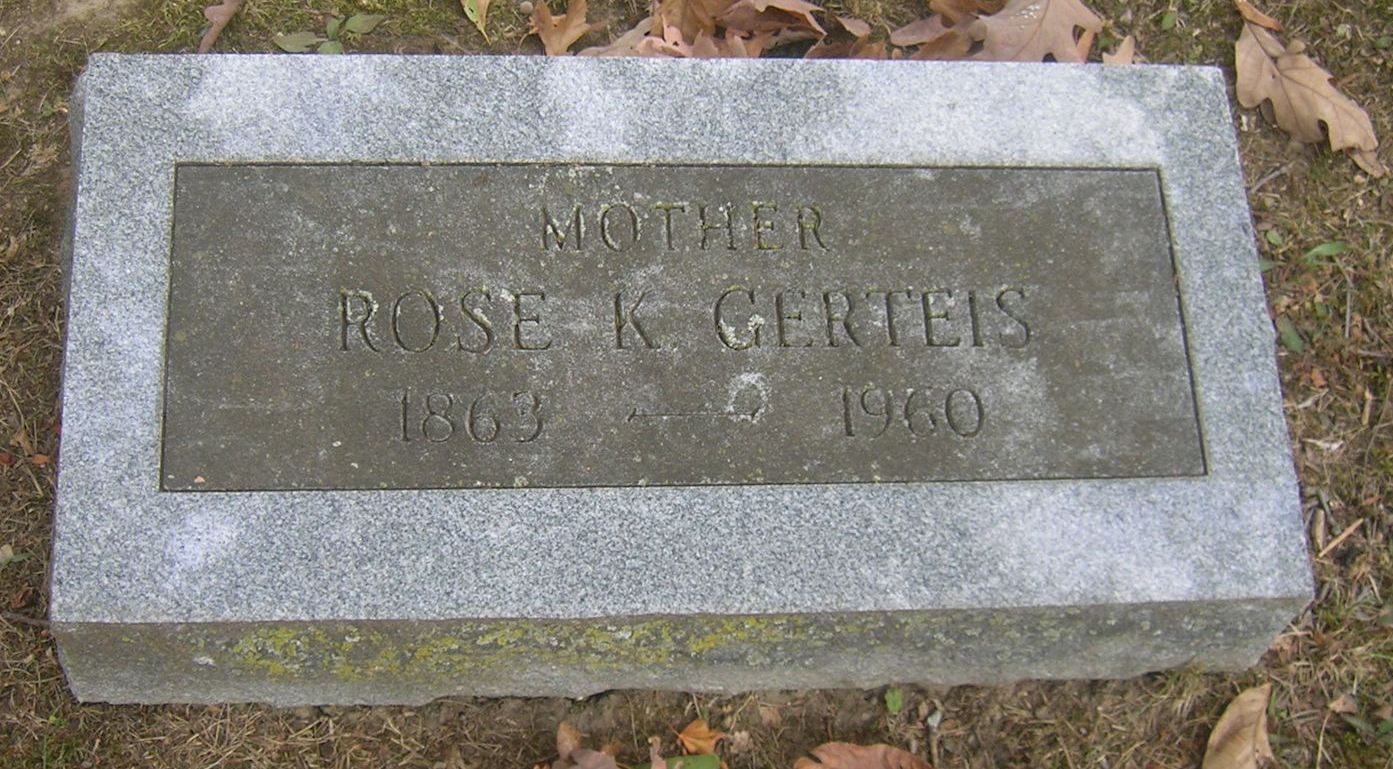 MOTHER
ROSE K. GERTEIS
1863 — 1960